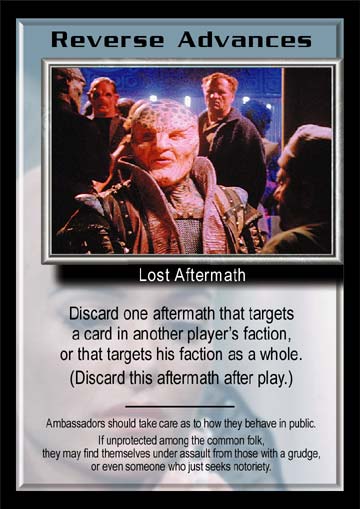 Reverse Advances
Lost Aftermath
Discard one aftermath that targets
a card in another player's faction,
or that targets his faction as a whole.
(Discard this aftermath after play.)
Ambassadors should take care as to how they behave in public.
If unprotected among the common folk,
they may find themselves under assault from those with a grudge,
or even someone who just seeks notoriety.